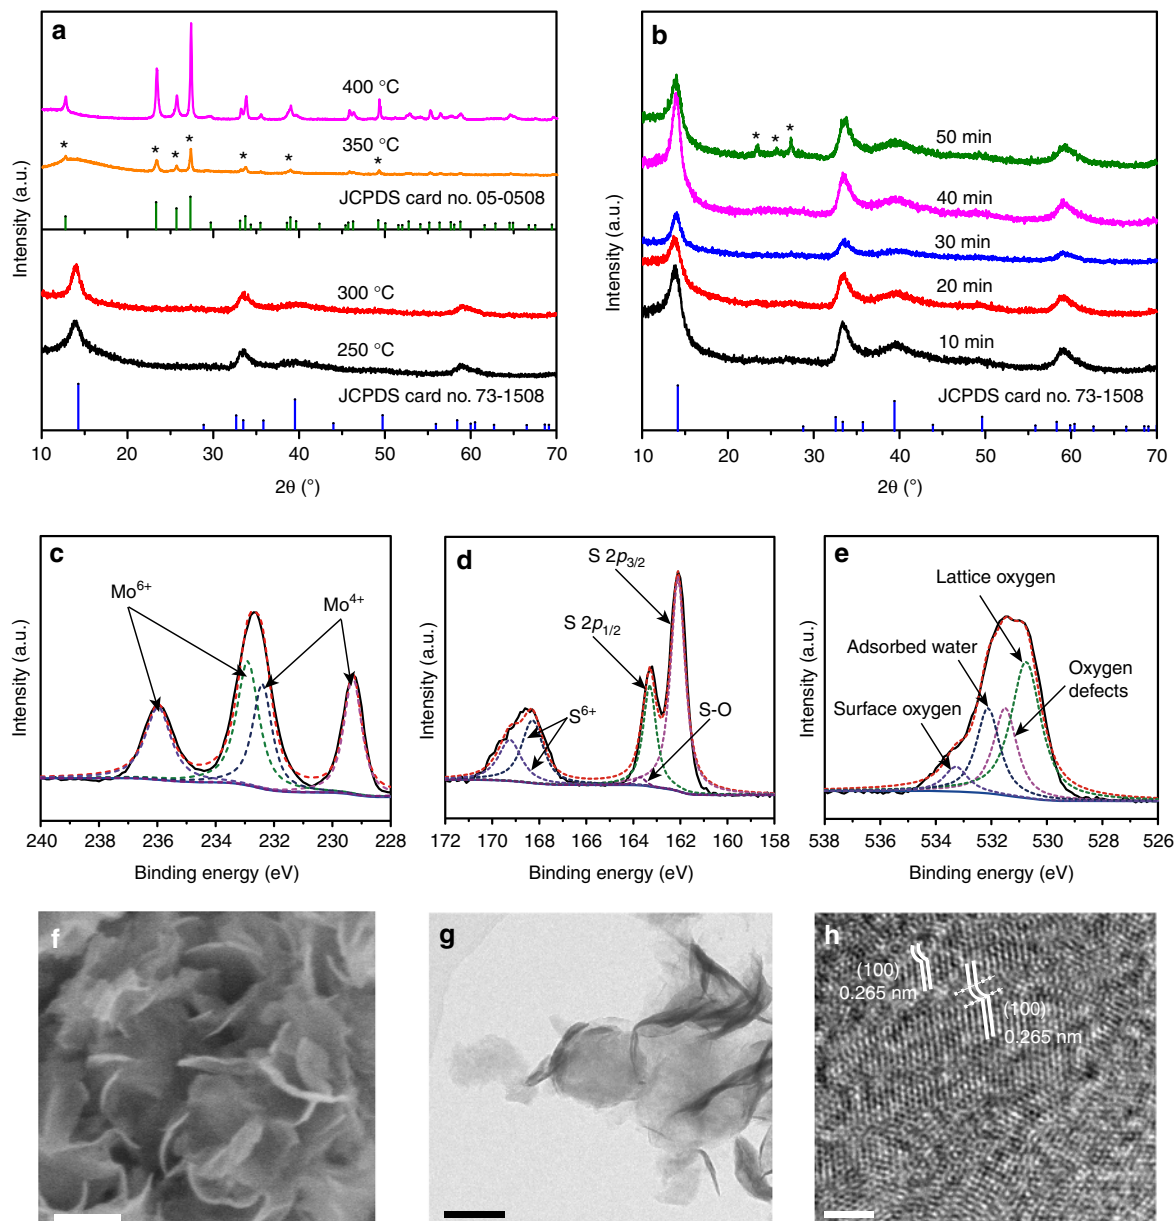 a
400 °C
350 °C
* * * * * * *
JCPDS card no. 05-0508
300 °C
250 °C
JCPDS card no. 73-1508
Intensity (a.u.)
10 20 30 40 50 60 70
2θ (°)
b
50 min
* * *
40 min
30 min
20 min
10 min
JCPDS card no. 73-1508
Intensity (a.u.)
10 20 30 40 50 60 70
2θ (°)
c
Mo6+
Mo4+
Intensity (a.u.)
240 238 236 234 232 230 228
Binding energy (eV)
d
S 2p3/2
S 2p1/2
S6+
S-O
Intensity (a.u.)
172 170 168 166 164 162 160 158
Binding energy (eV)
e
Lattice oxygen
Adsorbed water
Oxygen
defects
Surface oxygen
Intensity (a.u.)
538 536 534 532 530 528 526
Binding energy (eV)
f
g
h
(100)
0.265 nm
(100)
0.265 nm